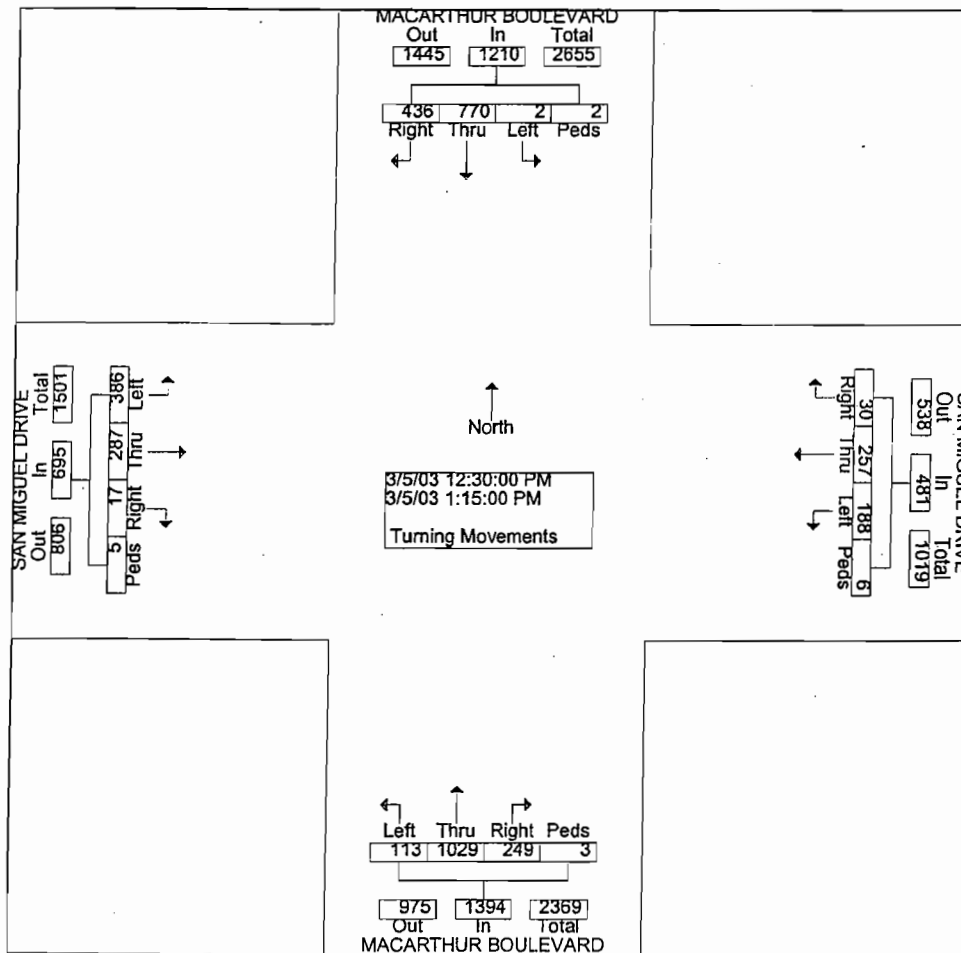 MACARTHUR BOULEVARD
Out In Total
1445 1210 2655
436 770 2 2
Right Thru Left Peds
SAN MIGUEL DRIVE
Total In Out
1501 695 806
386 287 17 5
Left Thru Right Peds
North
3/5/03 12:30:00 PM
3/5/03 1:15:00 PM
Turning Movements
Right Thru Left Peds
30 257 188 6
538 481 1019
Out In Total
SAN MIGUEL DRIVE
Left Thru Right Peds
113 1029 249 3
975 1394 2369
Out In Total
MACARTHUR BOULEVARD